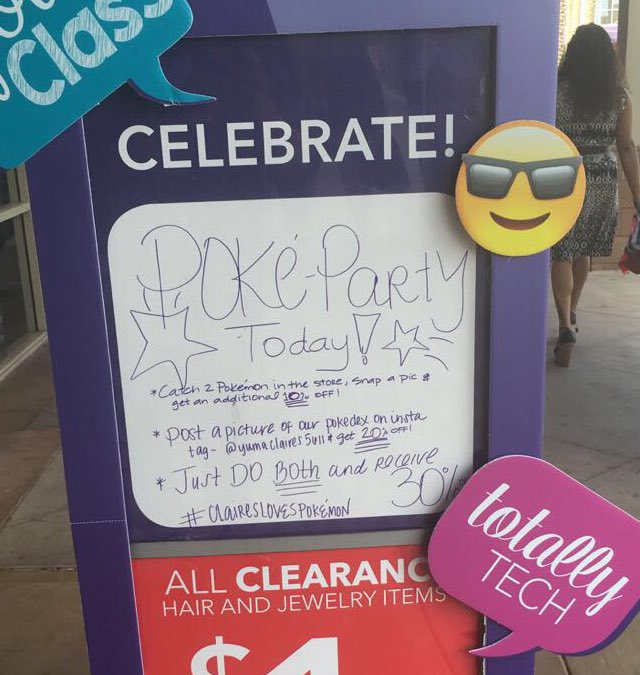 Class
CELEBRATE!
POKÉ-PARTY
Today!
*Catch 2 Pokémon in the store, snap a pic &
get an additional 10% OFF!
* post a picture of our pokedex on insta
tag- @yumaclaires5411 & get 20% OFF!
* Just DO BOTH and receive
30%
#CLAIRESLOVESPOKÉMON
totally
TECH
ALL CLEARANC
HAIR AND JEWELRY ITEMS
$